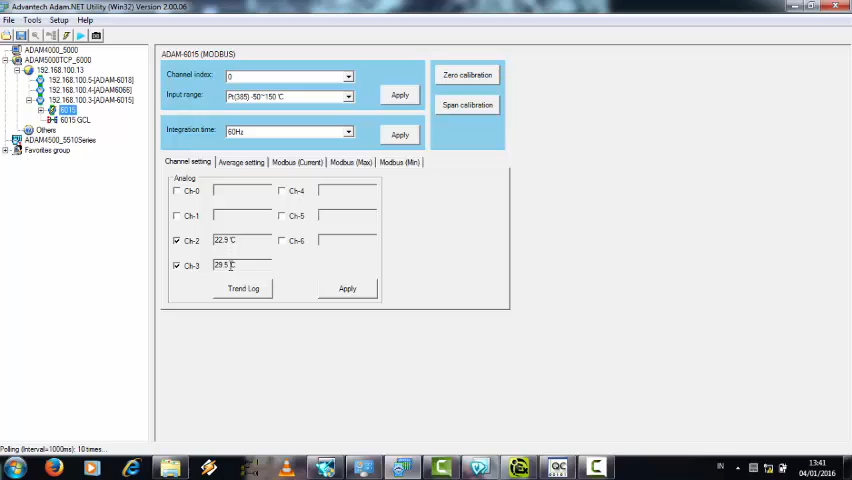 Advantech Adam.NET Utility (Win32) Version 2.00.06
File Tools Setup Help
ADAM4000_5000
ADAM5000TCP_6000
192.168.100.13
192.168.100.5-[ADAM-6018]
192.168.100.4-[ADAM6066]
192.168.100.3-[ADAM-6015]
6015
6015 GCL
Others
ADAM4500_5510Series
Favorites group
ADAM-6015 (MODBUS)
Channel index: 0
Input range: Pt(385) -50~150 °C Apply
Integration time: 60Hz Apply
Zero calibration
Span calibration
Channel setting Average setting Modbus (Current) Modbus (Max) Modbus (Min)
Analog
Ch-0 Ch-4
Ch-1 Ch-5
Ch-2 22.9 °C Ch-6
Ch-3 29.5 °C
Trend Log Apply
Polling (Interval=1000ms): 10 times...
QC
IN 13:41
04/01/2016